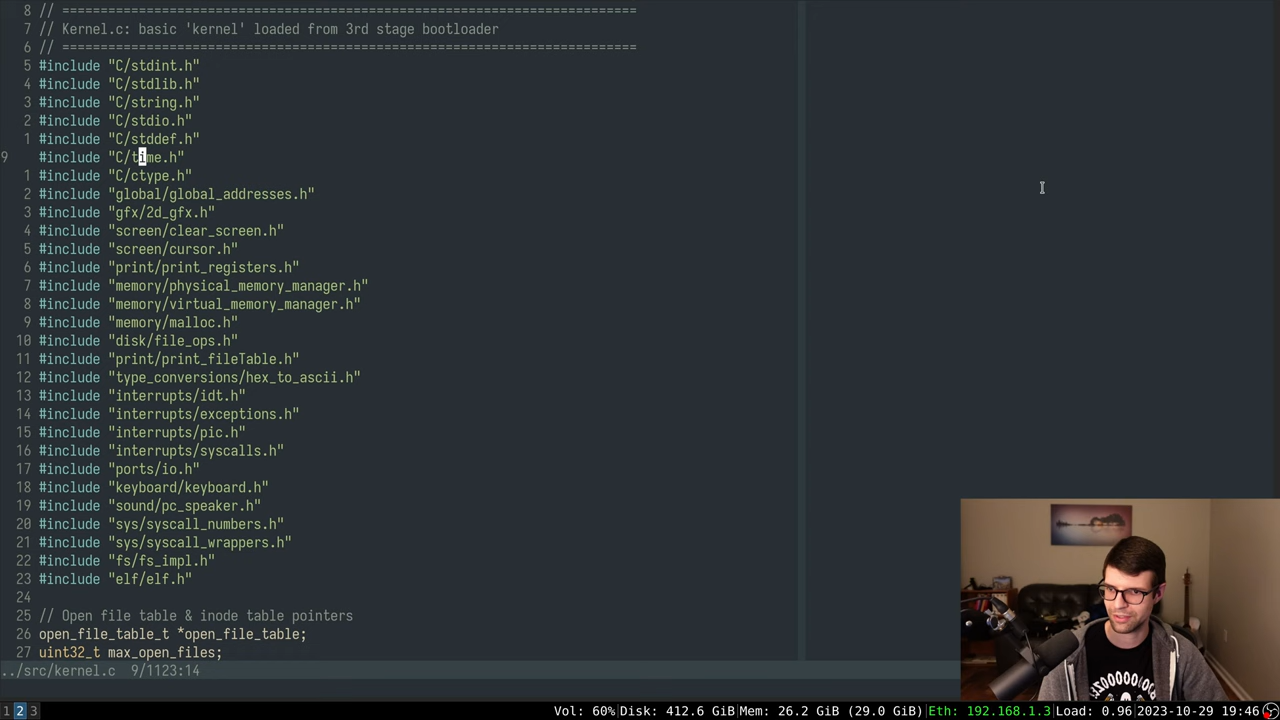 8 // ===========================================================================
7 // Kernel.c: basic 'kernel' loaded from 3rd stage bootloader
6 // ===========================================================================
5 #include "C/stdint.h"
4 #include "C/stdlib.h"
3 #include "C/string.h"
2 #include "C/stdio.h"
1 #include "C/stddef.h"
9 #include "C/time.h"
1 #include "C/ctype.h"
2 #include "global/global_addresses.h"
3 #include "gfx/2d_gfx.h"
4 #include "screen/clear_screen.h"
5 #include "screen/cursor.h"
6 #include "print/print_registers.h"
7 #include "memory/physical_memory_manager.h"
8 #include "memory/virtual_memory_manager.h"
9 #include "memory/malloc.h"
10 #include "disk/file_ops.h"
11 #include "print/print_fileTable.h"
12 #include "type_conversions/hex_to_ascii.h"
13 #include "interrupts/idt.h"
14 #include "interrupts/exceptions.h"
15 #include "interrupts/pic.h"
16 #include "interrupts/syscalls.h"
17 #include "ports/io.h"
18 #include "keyboard/keyboard.h"
19 #include "sound/pc_speaker.h"
20 #include "sys/syscall_numbers.h"
21 #include "sys/syscall_wrappers.h"
22 #include "fs/fs_impl.h"
23 #include "elf/elf.h"
24
25 // Open file table & inode table pointers
26 open_file_table_t *open_file_table;
27 uint32_t max_open_files;
../src/kernel.c 9/1123:14
1 2 3 Vol: 60%|Disk: 412.6 GiB|Mem: 26.2 GiB (29.0 GiB)|Eth: 192.168.1.3|Load: 0.96|2023-10-29 19:46